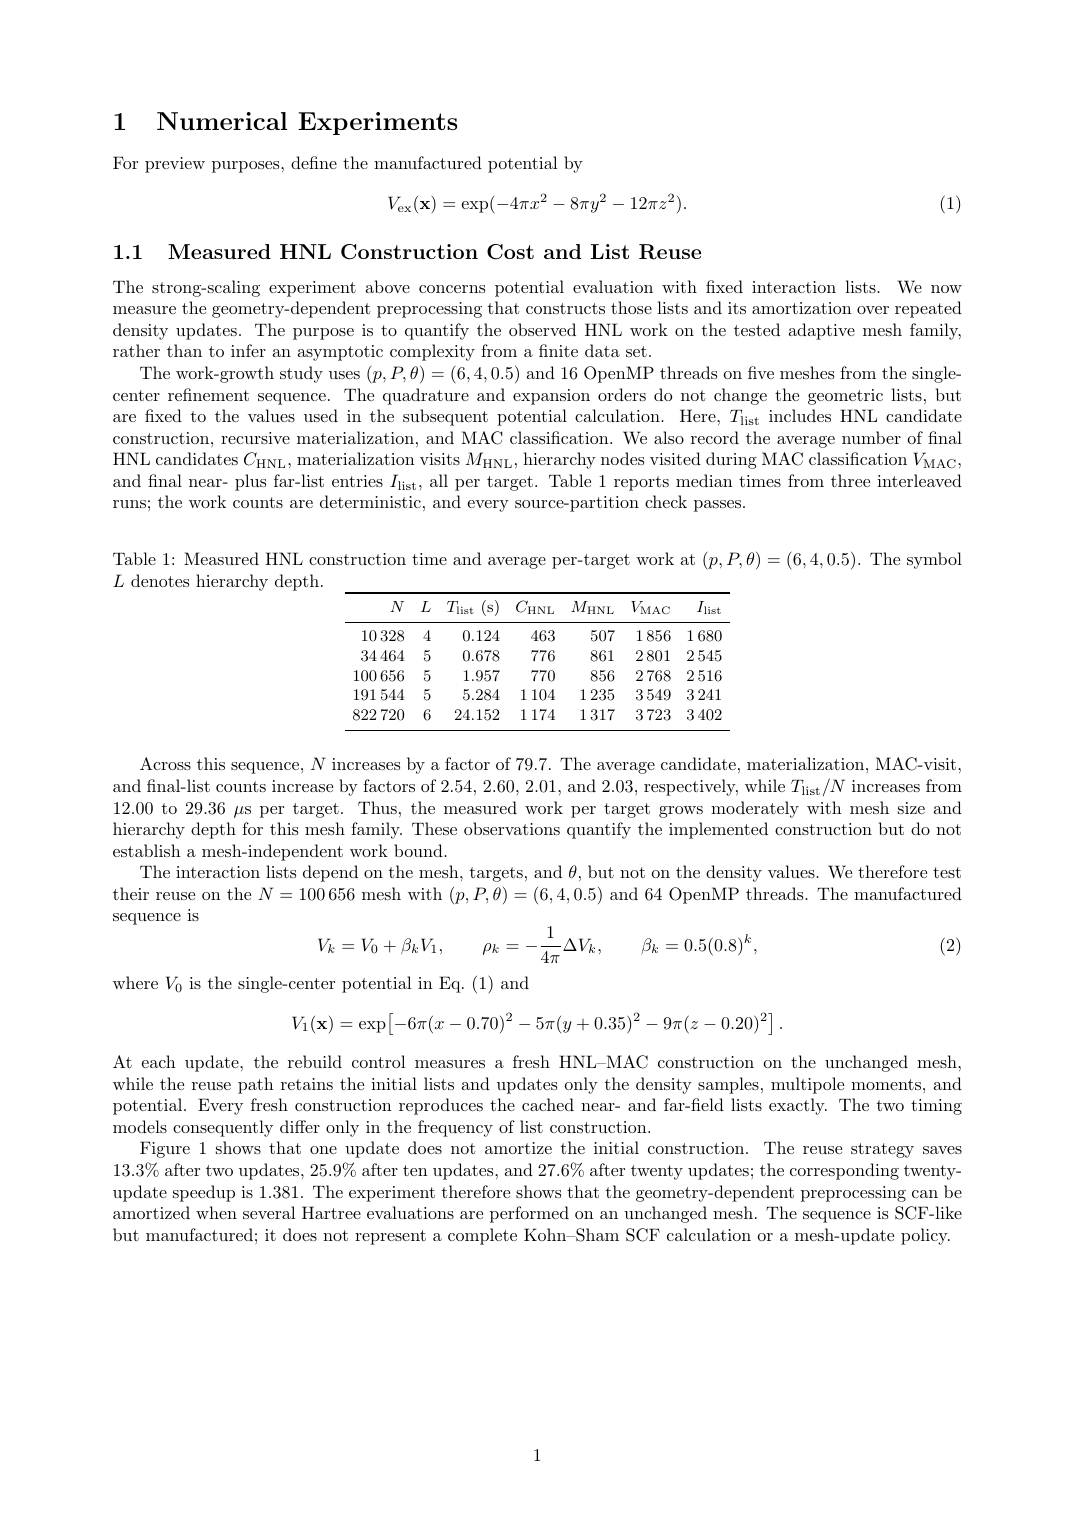 1 Numerical Experiments
For preview purposes, define the manufactured potential by
V_ex(x) = exp(−4πx² − 8πy² − 12πz²). (1)
1.1 Measured HNL Construction Cost and List Reuse
The strong-scaling experiment above concerns potential evaluation with fixed interaction lists. We now
measure the geometry-dependent preprocessing that constructs those lists and its amortization over repeated
density updates. The purpose is to quantify the observed HNL work on the tested adaptive mesh family,
rather than to infer an asymptotic complexity from a finite data set.
The work-growth study uses (p, P, θ) = (6, 4, 0.5) and 16 OpenMP threads on five meshes from the single-
center refinement sequence. The quadrature and expansion orders do not change the geometric lists, but
are fixed to the values used in the subsequent potential calculation. Here, T_list includes HNL candidate
construction, recursive materialization, and MAC classification. We also record the average number of final
HNL candidates C_HNL, materialization visits M_HNL, hierarchy nodes visited during MAC classification V_MAC,
and final near- plus far-list entries I_list, all per target. Table 1 reports median times from three interleaved
runs; the work counts are deterministic, and every source-partition check passes.
Table 1: Measured HNL construction time and average per-target work at (p, P, θ) = (6, 4, 0.5). The symbol
L denotes hierarchy depth.
N L T_list (s) C_HNL M_HNL V_MAC I_list
10 328 4 0.124 463 507 1 856 1 680
34 464 5 0.678 776 861 2 801 2 545
100 656 5 1.957 770 856 2 768 2 516
191 544 5 5.284 1 104 1 235 3 549 3 241
822 720 6 24.152 1 174 1 317 3 723 3 402
Across this sequence, N increases by a factor of 79.7. The average candidate, materialization, MAC-visit,
and final-list counts increase by factors of 2.54, 2.60, 2.01, and 2.03, respectively, while T_list/N increases from
12.00 to 29.36 μs per target. Thus, the measured work per target grows moderately with mesh size and
hierarchy depth for this mesh family. These observations quantify the implemented construction but do not
establish a mesh-independent work bound.
The interaction lists depend on the mesh, targets, and θ, but not on the density values. We therefore test
their reuse on the N = 100 656 mesh with (p, P, θ) = (6, 4, 0.5) and 64 OpenMP threads. The manufactured
sequence is
V_k = V_0 + β_k V_1, ρ_k = −1/4π ΔV_k, β_k = 0.5(0.8)^k, (2)
where V_0 is the single-center potential in Eq. (1) and
V_1(x) = exp[−6π(x − 0.70)² − 5π(y + 0.35)² − 9π(z − 0.20)²] .
At each update, the rebuild control measures a fresh HNL–MAC construction on the unchanged mesh,
while the reuse path retains the initial lists and updates only the density samples, multipole moments, and
potential. Every fresh construction reproduces the cached near- and far-field lists exactly. The two timing
models consequently differ only in the frequency of list construction.
Figure 1 shows that one update does not amortize the initial construction. The reuse strategy saves
13.3% after two updates, 25.9% after ten updates, and 27.6% after twenty updates; the corresponding twenty-
update speedup is 1.381. The experiment therefore shows that the geometry-dependent preprocessing can be
amortized when several Hartree evaluations are performed on an unchanged mesh. The sequence is SCF-like
but manufactured; it does not represent a complete Kohn–Sham SCF calculation or a mesh-update policy.
1